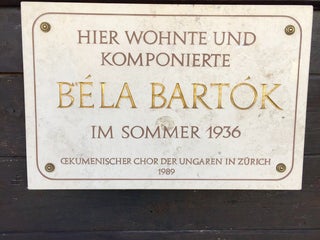 HIER WOHNTE UND
KOMPONIERTE
BÉLA BARTÓK
IM SOMMER 1936
ŒKUMENISCHER CHOR DER UNGAREN IN ZÜRICH
1989